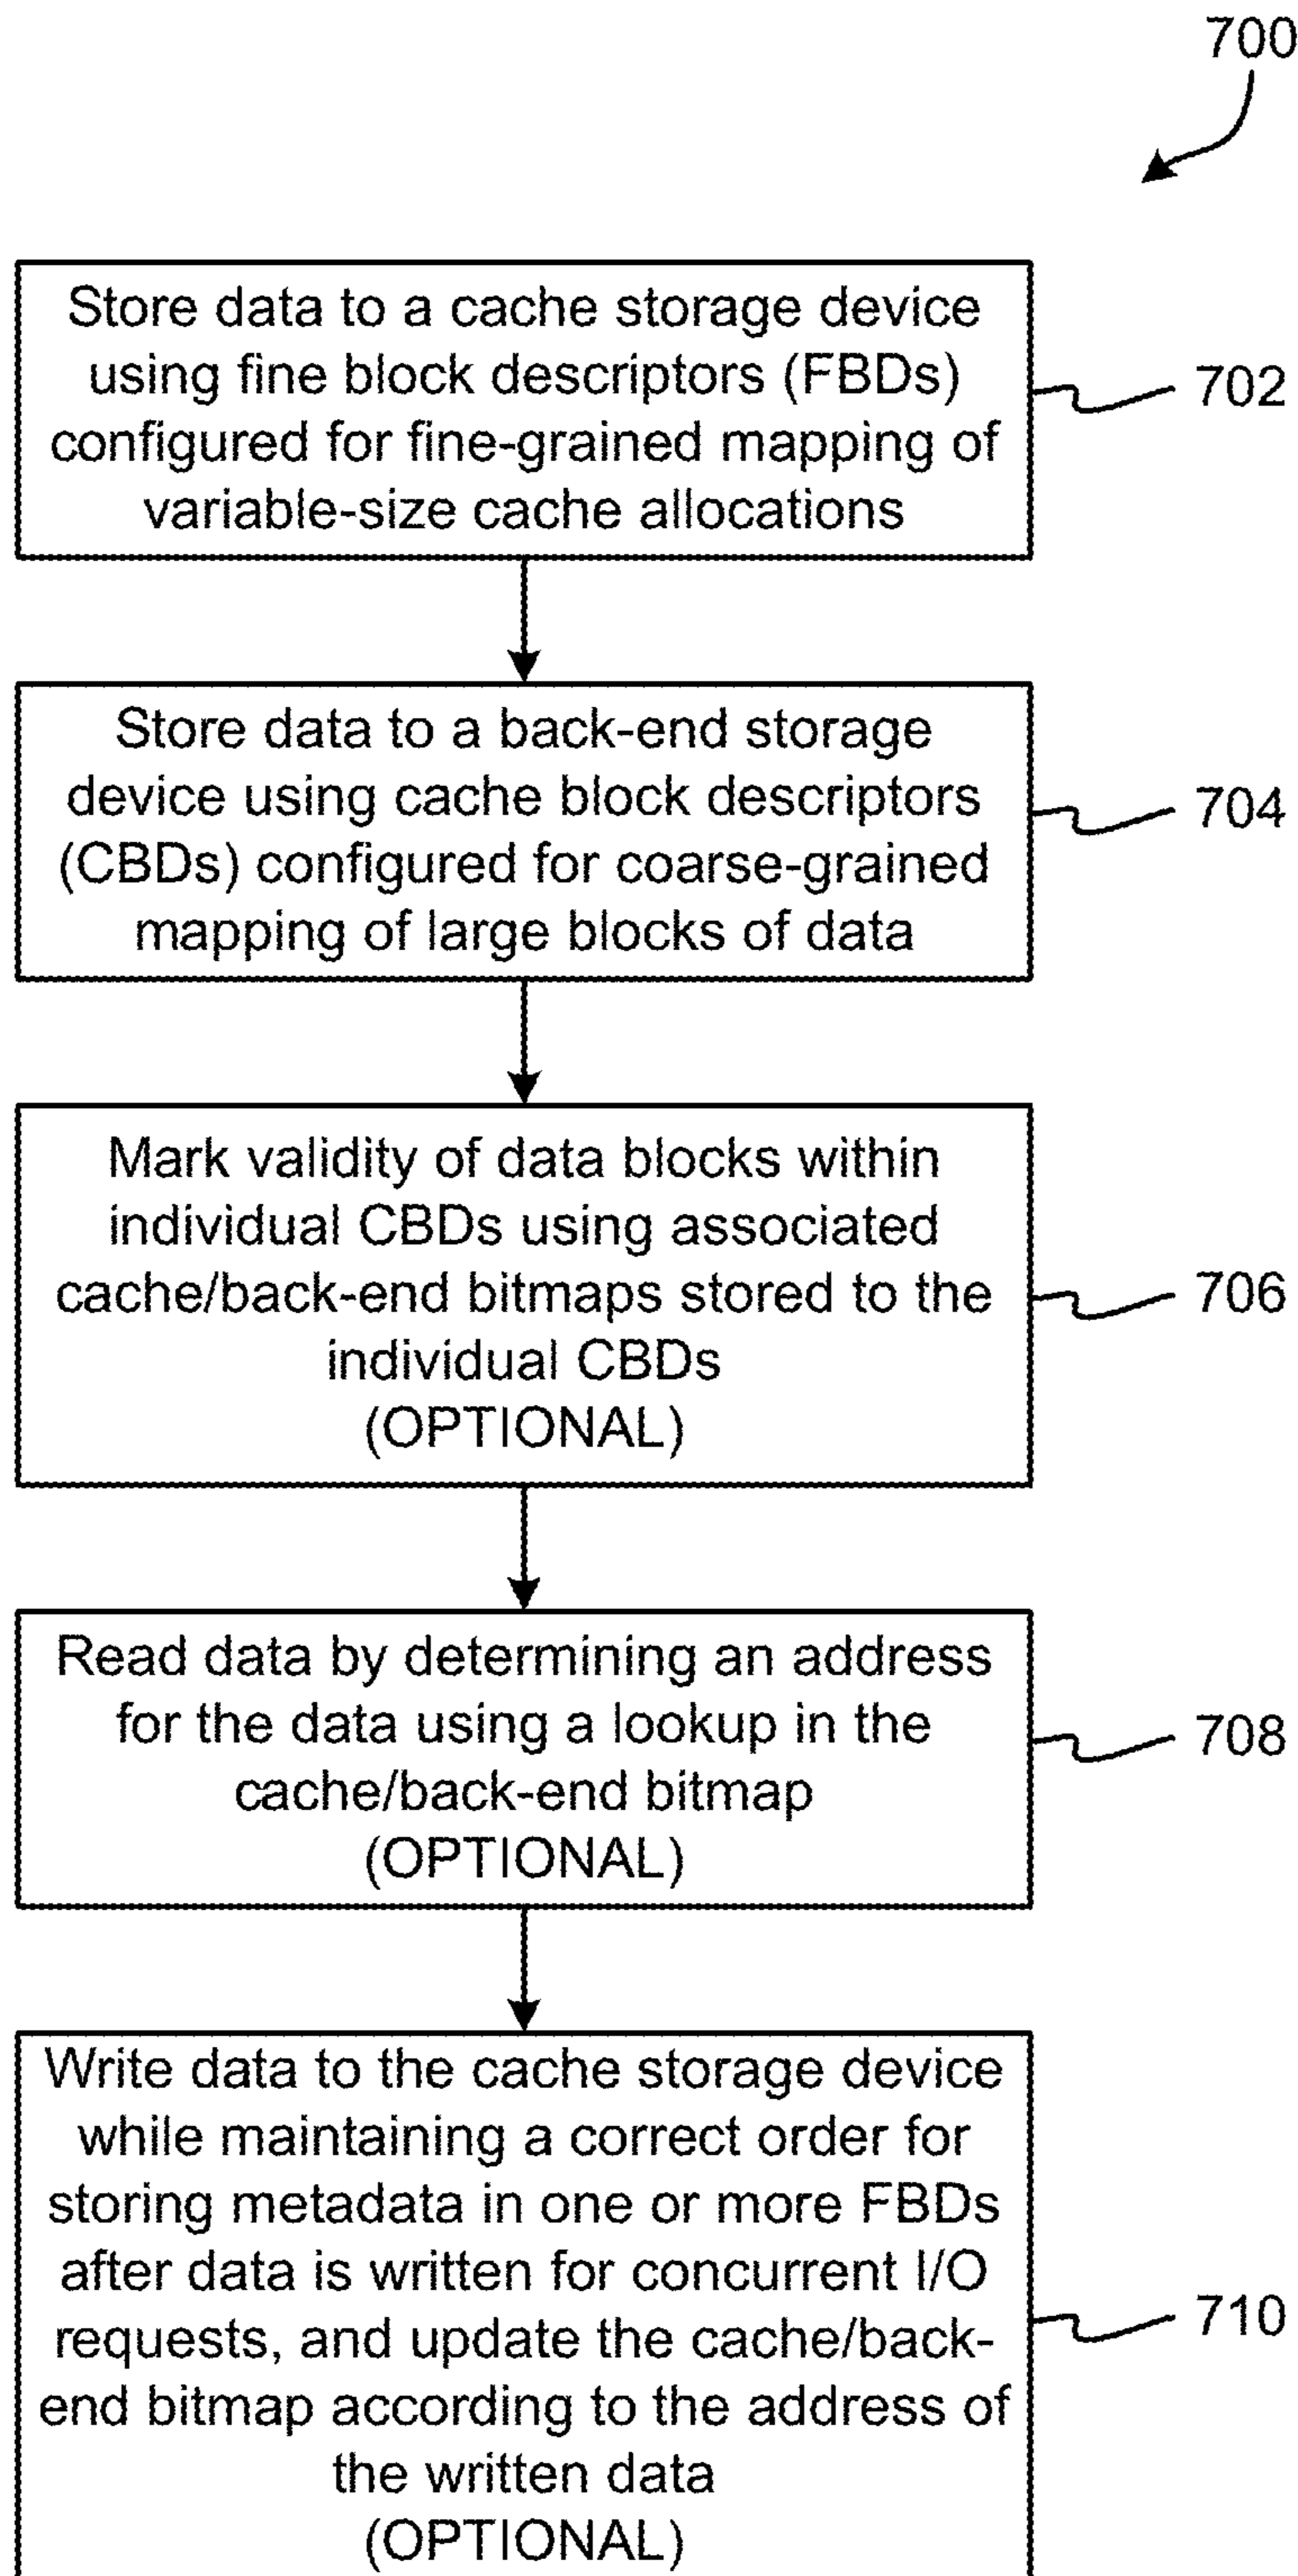 700
Store data to a cache storage device
using fine block descriptors (FBDs)
configured for fine-grained mapping of
variable-size cache allocations
702
Store data to a back-end storage
device using cache block descriptors
(CBDs) configured for coarse-grained
mapping of large blocks of data
704
Mark validity of data blocks within
individual CBDs using associated
cache/back-end bitmaps stored to the
individual CBDs
(OPTIONAL)
706
Read data by determining an address
for the data using a lookup in the
cache/back-end bitmap
(OPTIONAL)
708
Write data to the cache storage device
while maintaining a correct order for
storing metadata in one or more FBDs
after data is written for concurrent I/O
requests, and update the cache/back-
end bitmap according to the address of
the written data
(OPTIONAL)
710